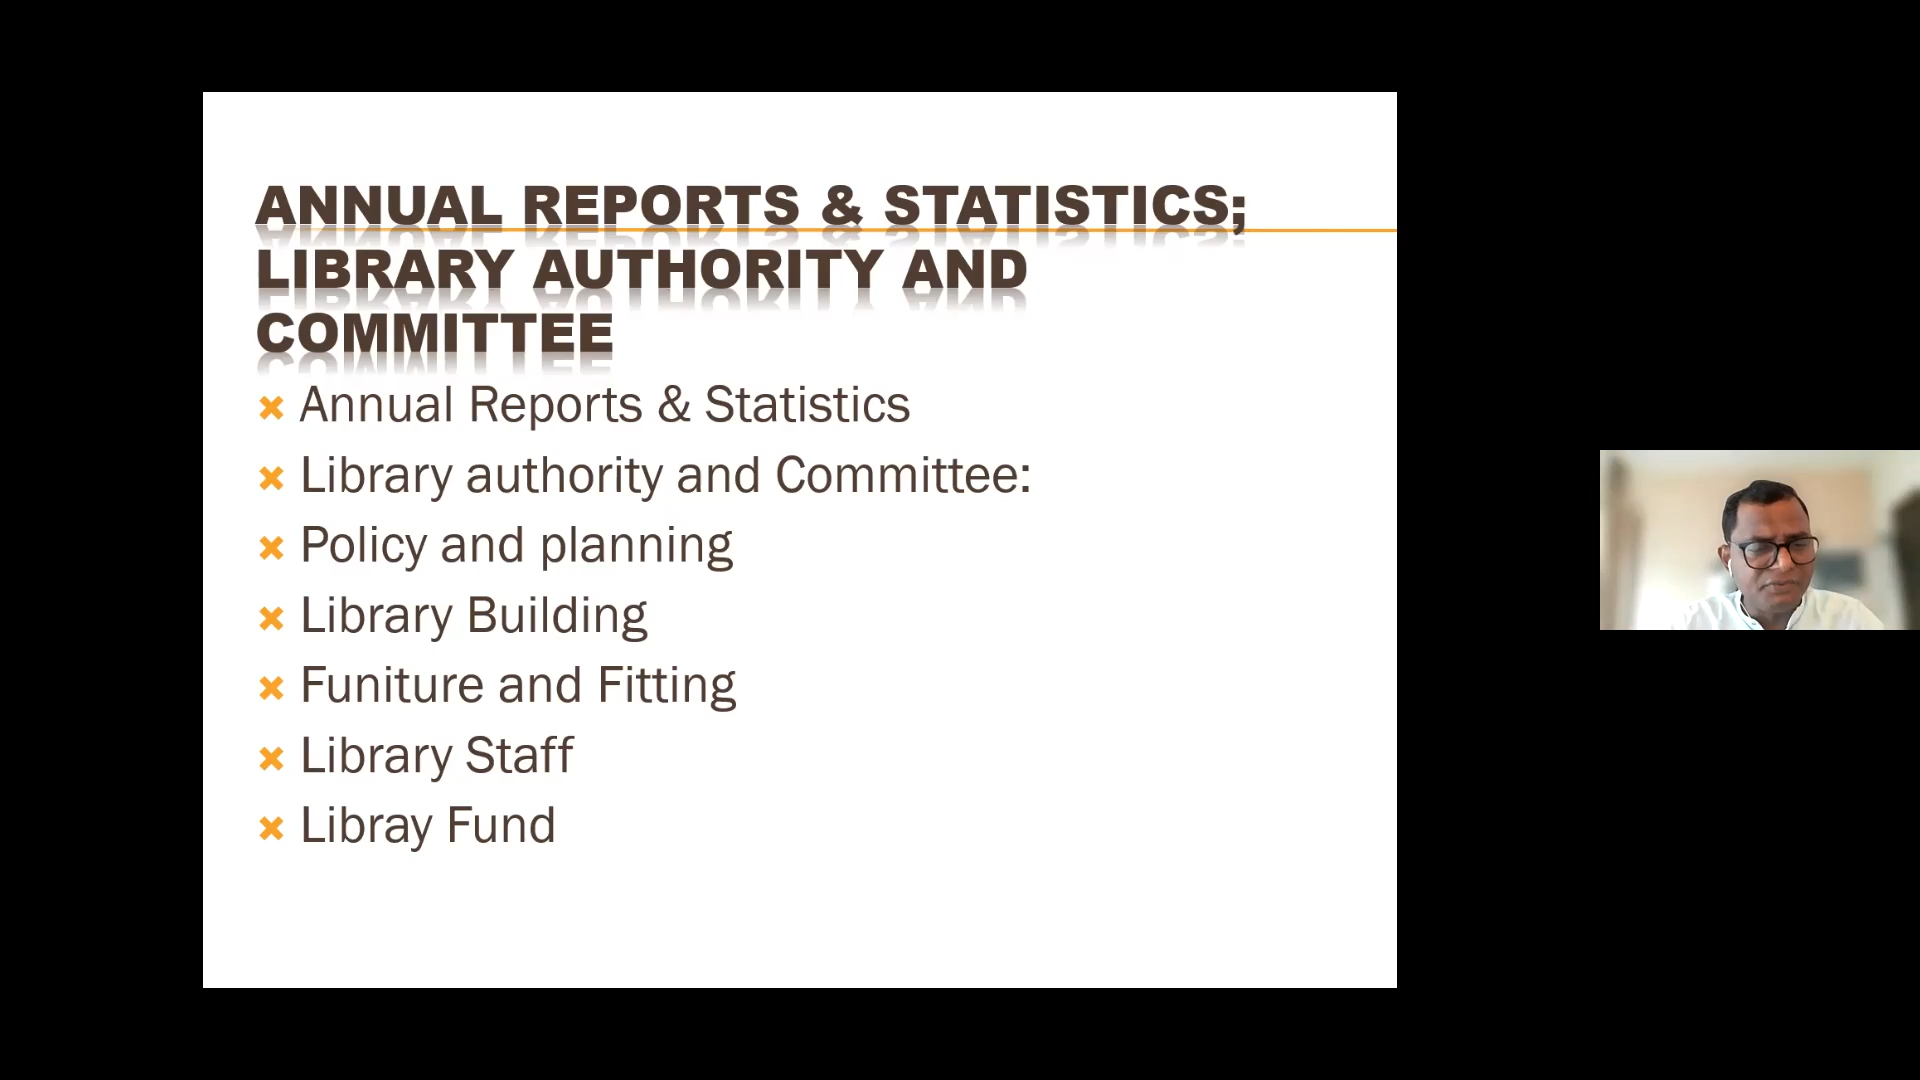 ANNUAL REPORTS & STATISTICS;
LIBRARY AUTHORITY AND
COMMITTEE
Annual Reports & Statistics
Library authority and Committee:
Policy and planning
Library Building
Funiture and Fitting
Library Staff
Libray Fund